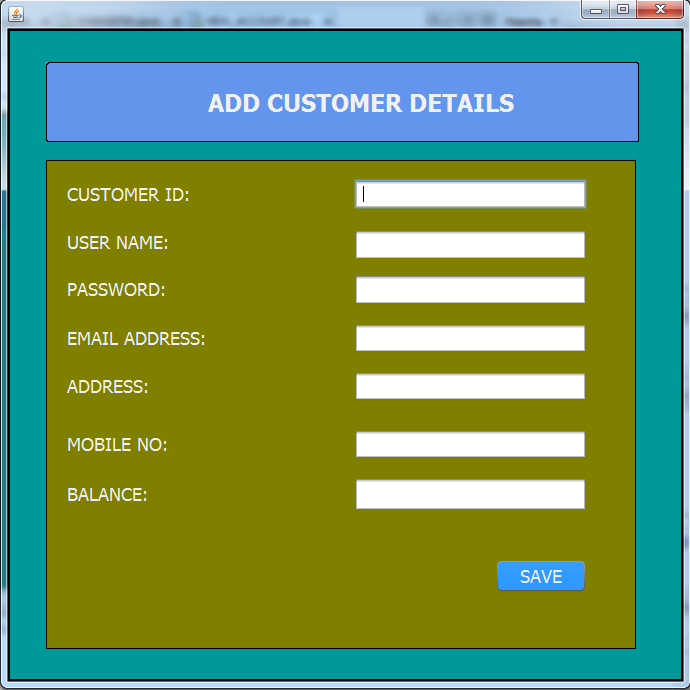 ADD CUSTOMER DETAILS
CUSTOMER ID:
USER NAME:
PASSWORD:
EMAIL ADDRESS:
ADDRESS:
MOBILE NO:
BALANCE:
SAVE